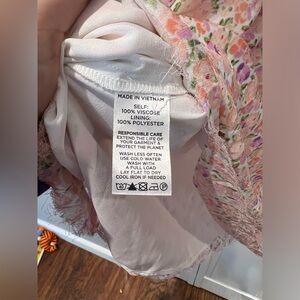 MADE IN VIETNAM
SELF:
100% VISCOSE
LINING:
100% POLYESTER
RESPONSIBLE CARE
EXTEND THE LIFE OF
YOUR GARMENT &
PROTECT THE PLANET
WASH LESS OFTEN
USE COLD WATER
WASH WITH
A FULL LOAD
LAY FLAT TO DRY
COOL IRON IF NEEDED